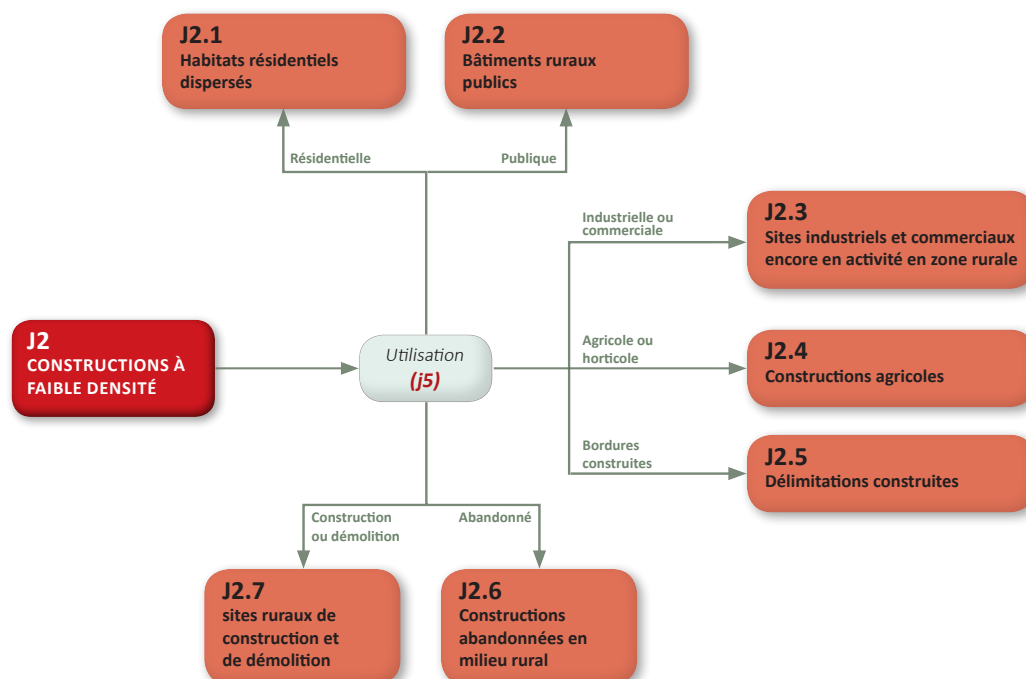 J2.1
Habitats résidentiels
dispersés
J2.2
Bâtiments ruraux
publics
Résidentielle
Publique
Industrielle ou
commerciale
J2.3
Sites industriels et commerciaux
encore en activité en zone rurale
J2
CONSTRUCTIONS À
FAIBLE DENSITÉ
Utilisation
(j5)
Agricole ou
horticole
J2.4
Constructions agricoles
Bordures
construites
J2.5
Délimitations construites
Construction
ou démolition
Abandonné
J2.7
sites ruraux de
construction et
de démolition
J2.6
Constructions
abandonnées en
milieu rural